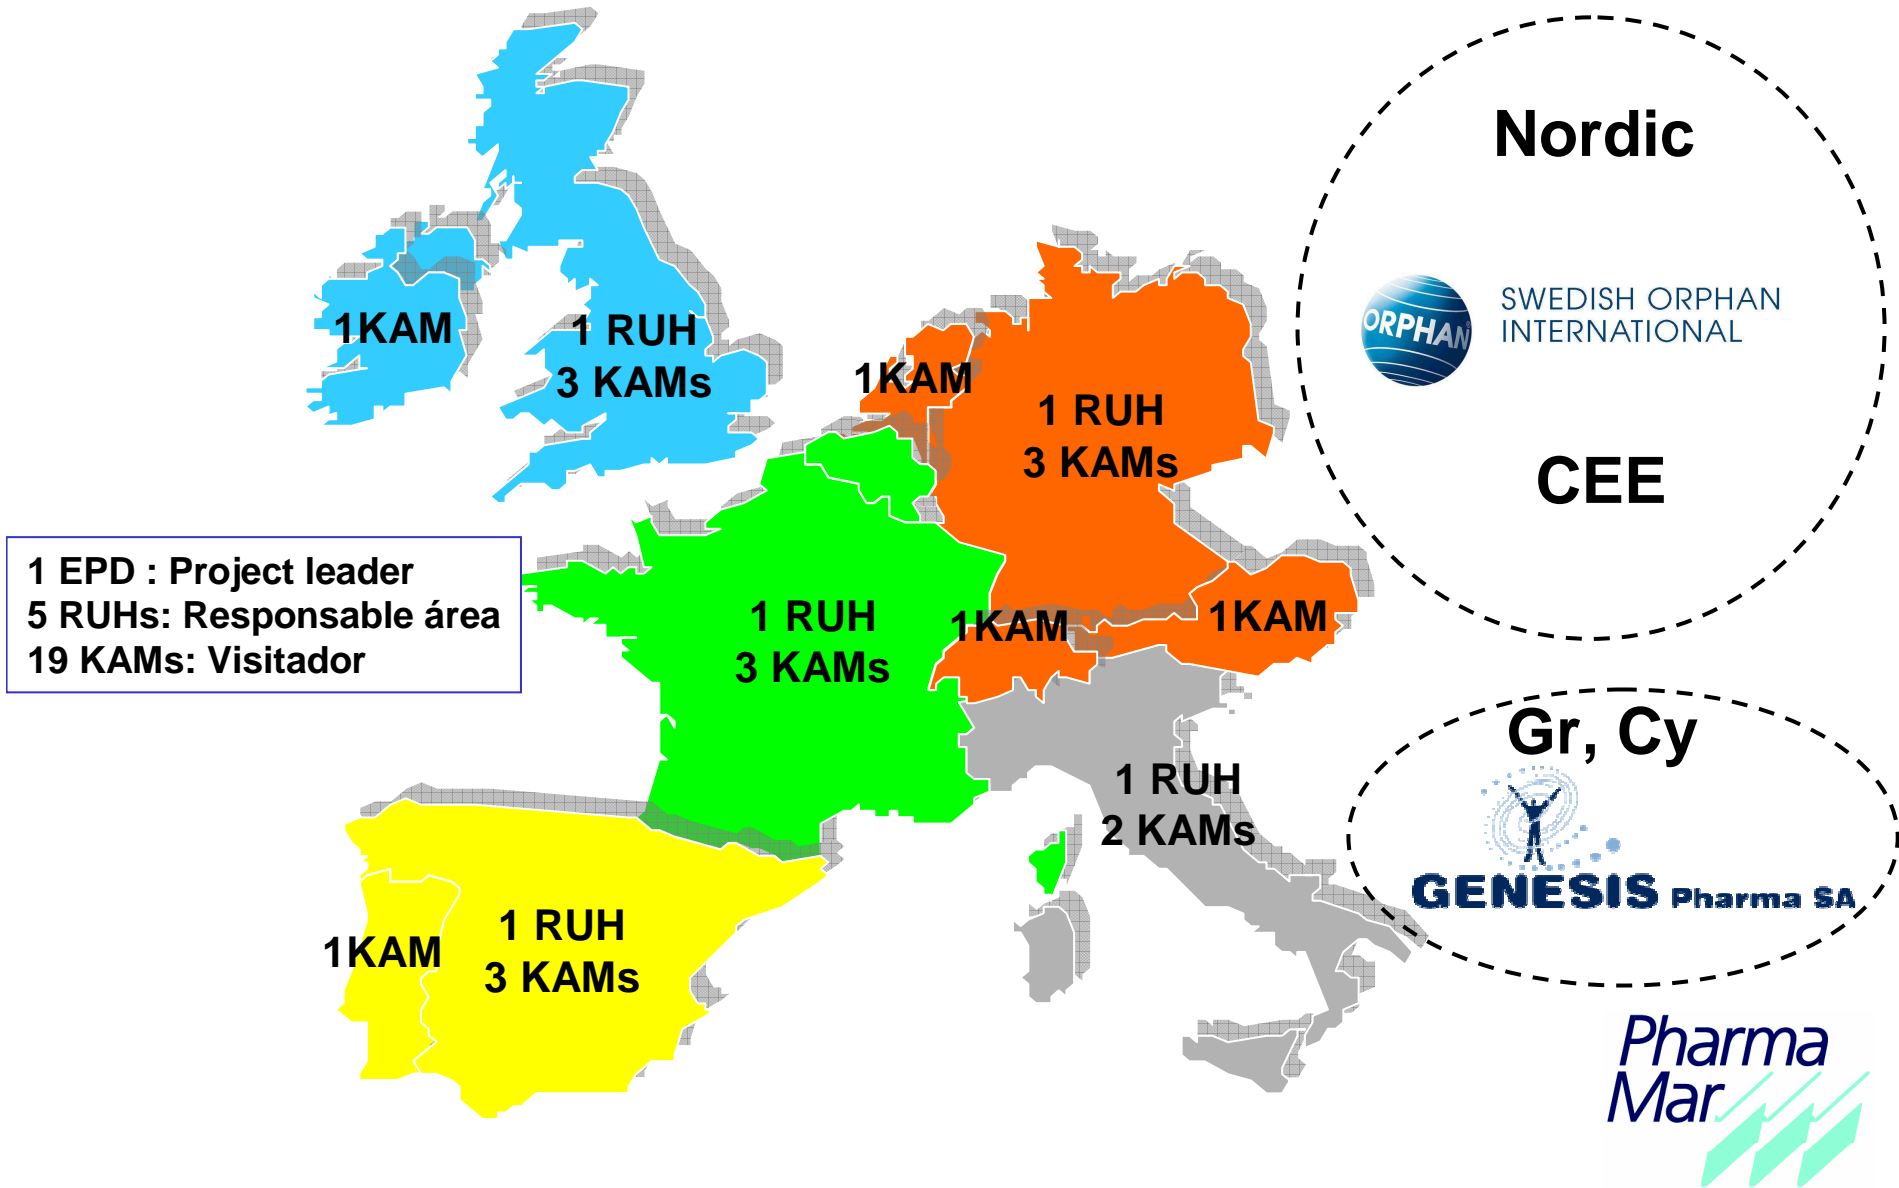 Nordic
ORPHAN
SWEDISH ORPHAN
INTERNATIONAL
CEE
1KAM
1 RUH
3 KAMs
1KAM
1 RUH
3 KAMs
1 EPD : Project leader
5 RUHs: Responsable área
19 KAMs: Visitador
1 RUH
3 KAMs
1KAM
1KAM
Gr, Cy
GENESIS Pharma SA
1 RUH
2 KAMs
1KAM
1 RUH
3 KAMs
Pharma
Mar